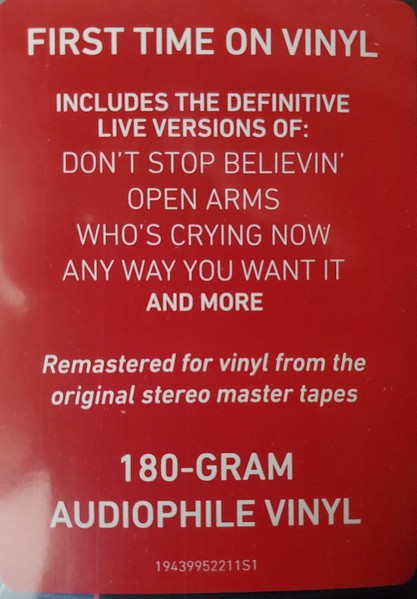 FIRST TIME ON VINYL
INCLUDES THE DEFINITIVE
LIVE VERSIONS OF:
DON'T STOP BELIEVIN'
OPEN ARMS
WHO'S CRYING NOW
ANY WAY YOU WANT IT
AND MORE
Remastered for vinyl from the
original stereo master tapes
180-GRAM
AUDIOPHILE VINYL
19439952211S1